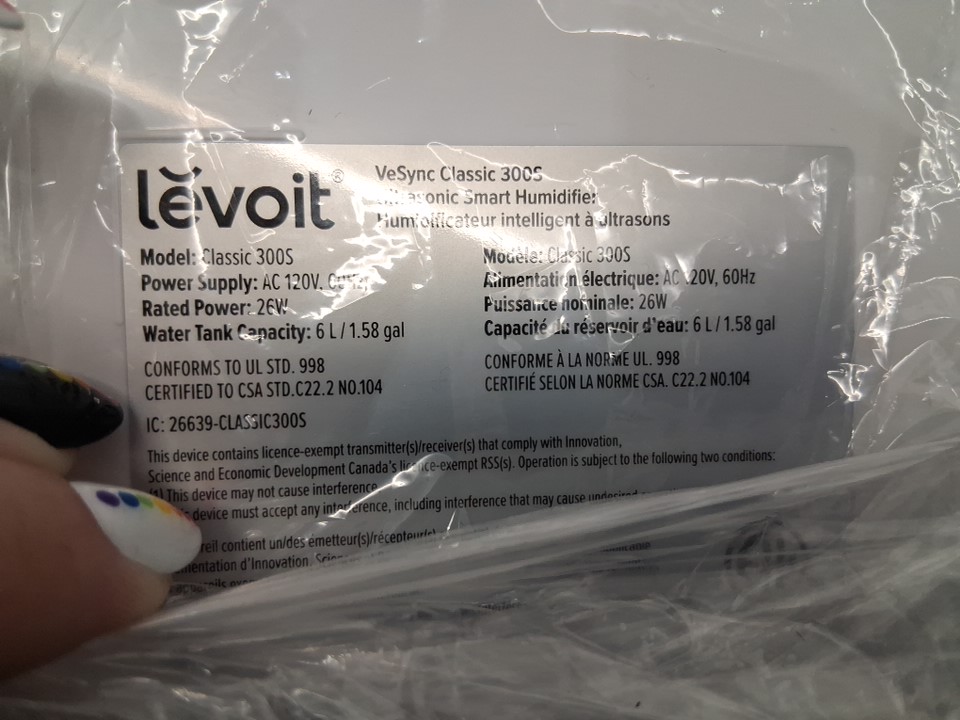 levoit®
VeSync Classic 300S
Ultrasonic Smart Humidifier
Humidificateur intelligent à ultrasons
Model: Classic 300S
Power Supply: AC 120V, 60Hz
Rated Power: 26W
Water Tank Capacity: 6 L / 1.58 gal
CONFORMS TO UL STD. 998
CERTIFIED TO CSA STD.C22.2 NO.104
Modèle: Classic 300S
Alimentation électrique: AC 120V, 60Hz
Puissance nominale: 26W
Capacité du réservoir d'eau: 6 L / 1.58 gal
CONFORME À LA NORME UL. 998
CERTIFIÉ SELON LA NORME CSA. C22.2 NO.104
IC: 26639-CLASSIC300S
This device contains licence-exempt transmitter(s)/receiver(s) that comply with Innovation,
Science and Economic Development Canada's licence-exempt RSS(s). Operation is subject to the following two conditions:
(1) This device may not cause interference
device must accept any interference, including interference that may cause
contient un/des émetteur(s)/récepteur(s)
d'Innovation,